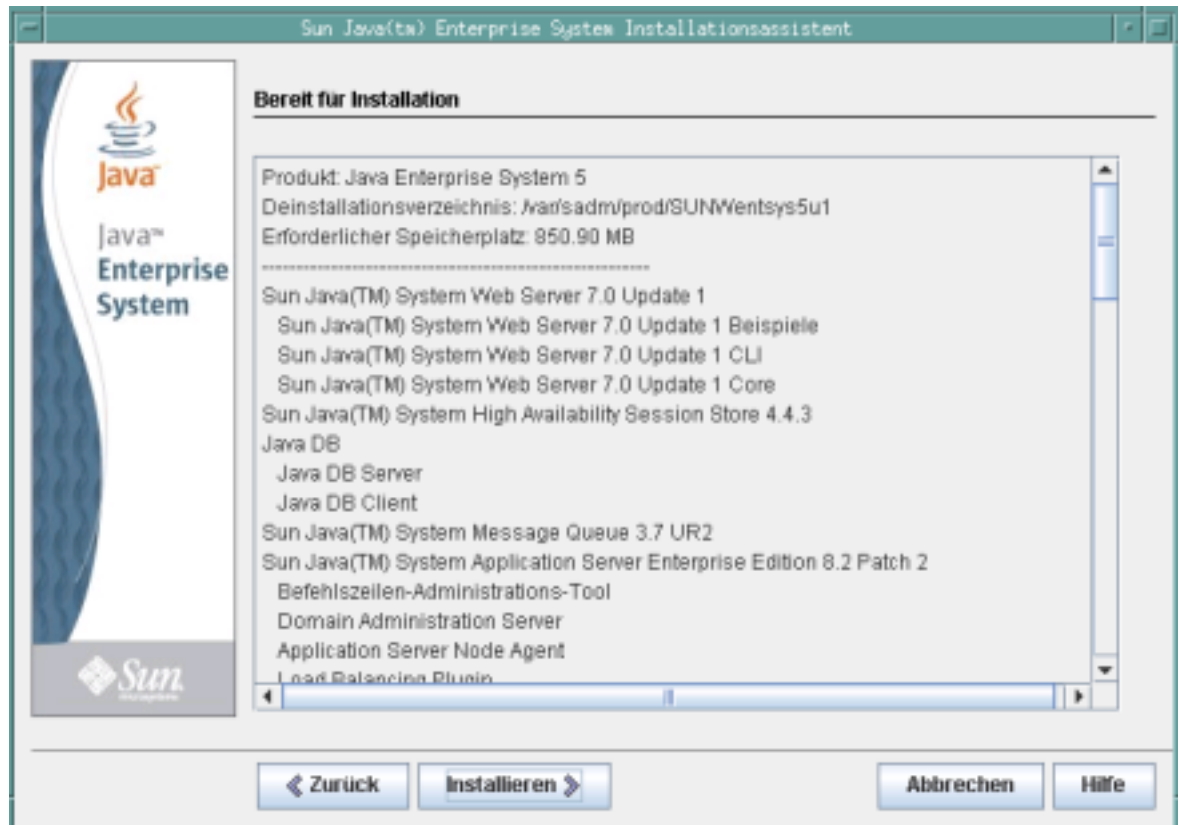 Sun Java(tm) Enterprise System Installationsassistent
Java™
Java™
Enterprise
System
Sun
microsystems
Bereit für Installation
Produkt: Java Enterprise System 5
Deinstallationsverzeichnis: /var/sadm/prod/SUNWentsys5u1
Erforderlicher Speicherplatz: 850.90 MB
------------------------------------------------------------
Sun Java(TM) System Web Server 7.0 Update 1
Sun Java(TM) System Web Server 7.0 Update 1 Beispiele
Sun Java(TM) System Web Server 7.0 Update 1 CLI
Sun Java(TM) System Web Server 7.0 Update 1 Core
Sun Java(TM) System High Availability Session Store 4.4.3
Java DB
Java DB Server
Java DB Client
Sun Java(TM) System Message Queue 3.7 UR2
Sun Java(TM) System Application Server Enterprise Edition 8.2 Patch 2
Befehlszeilen-Administrations-Tool
Domain Administration Server
Application Server Node Agent
Load Balancing Plugin
Zurück
Installieren
Abbrechen
Hilfe